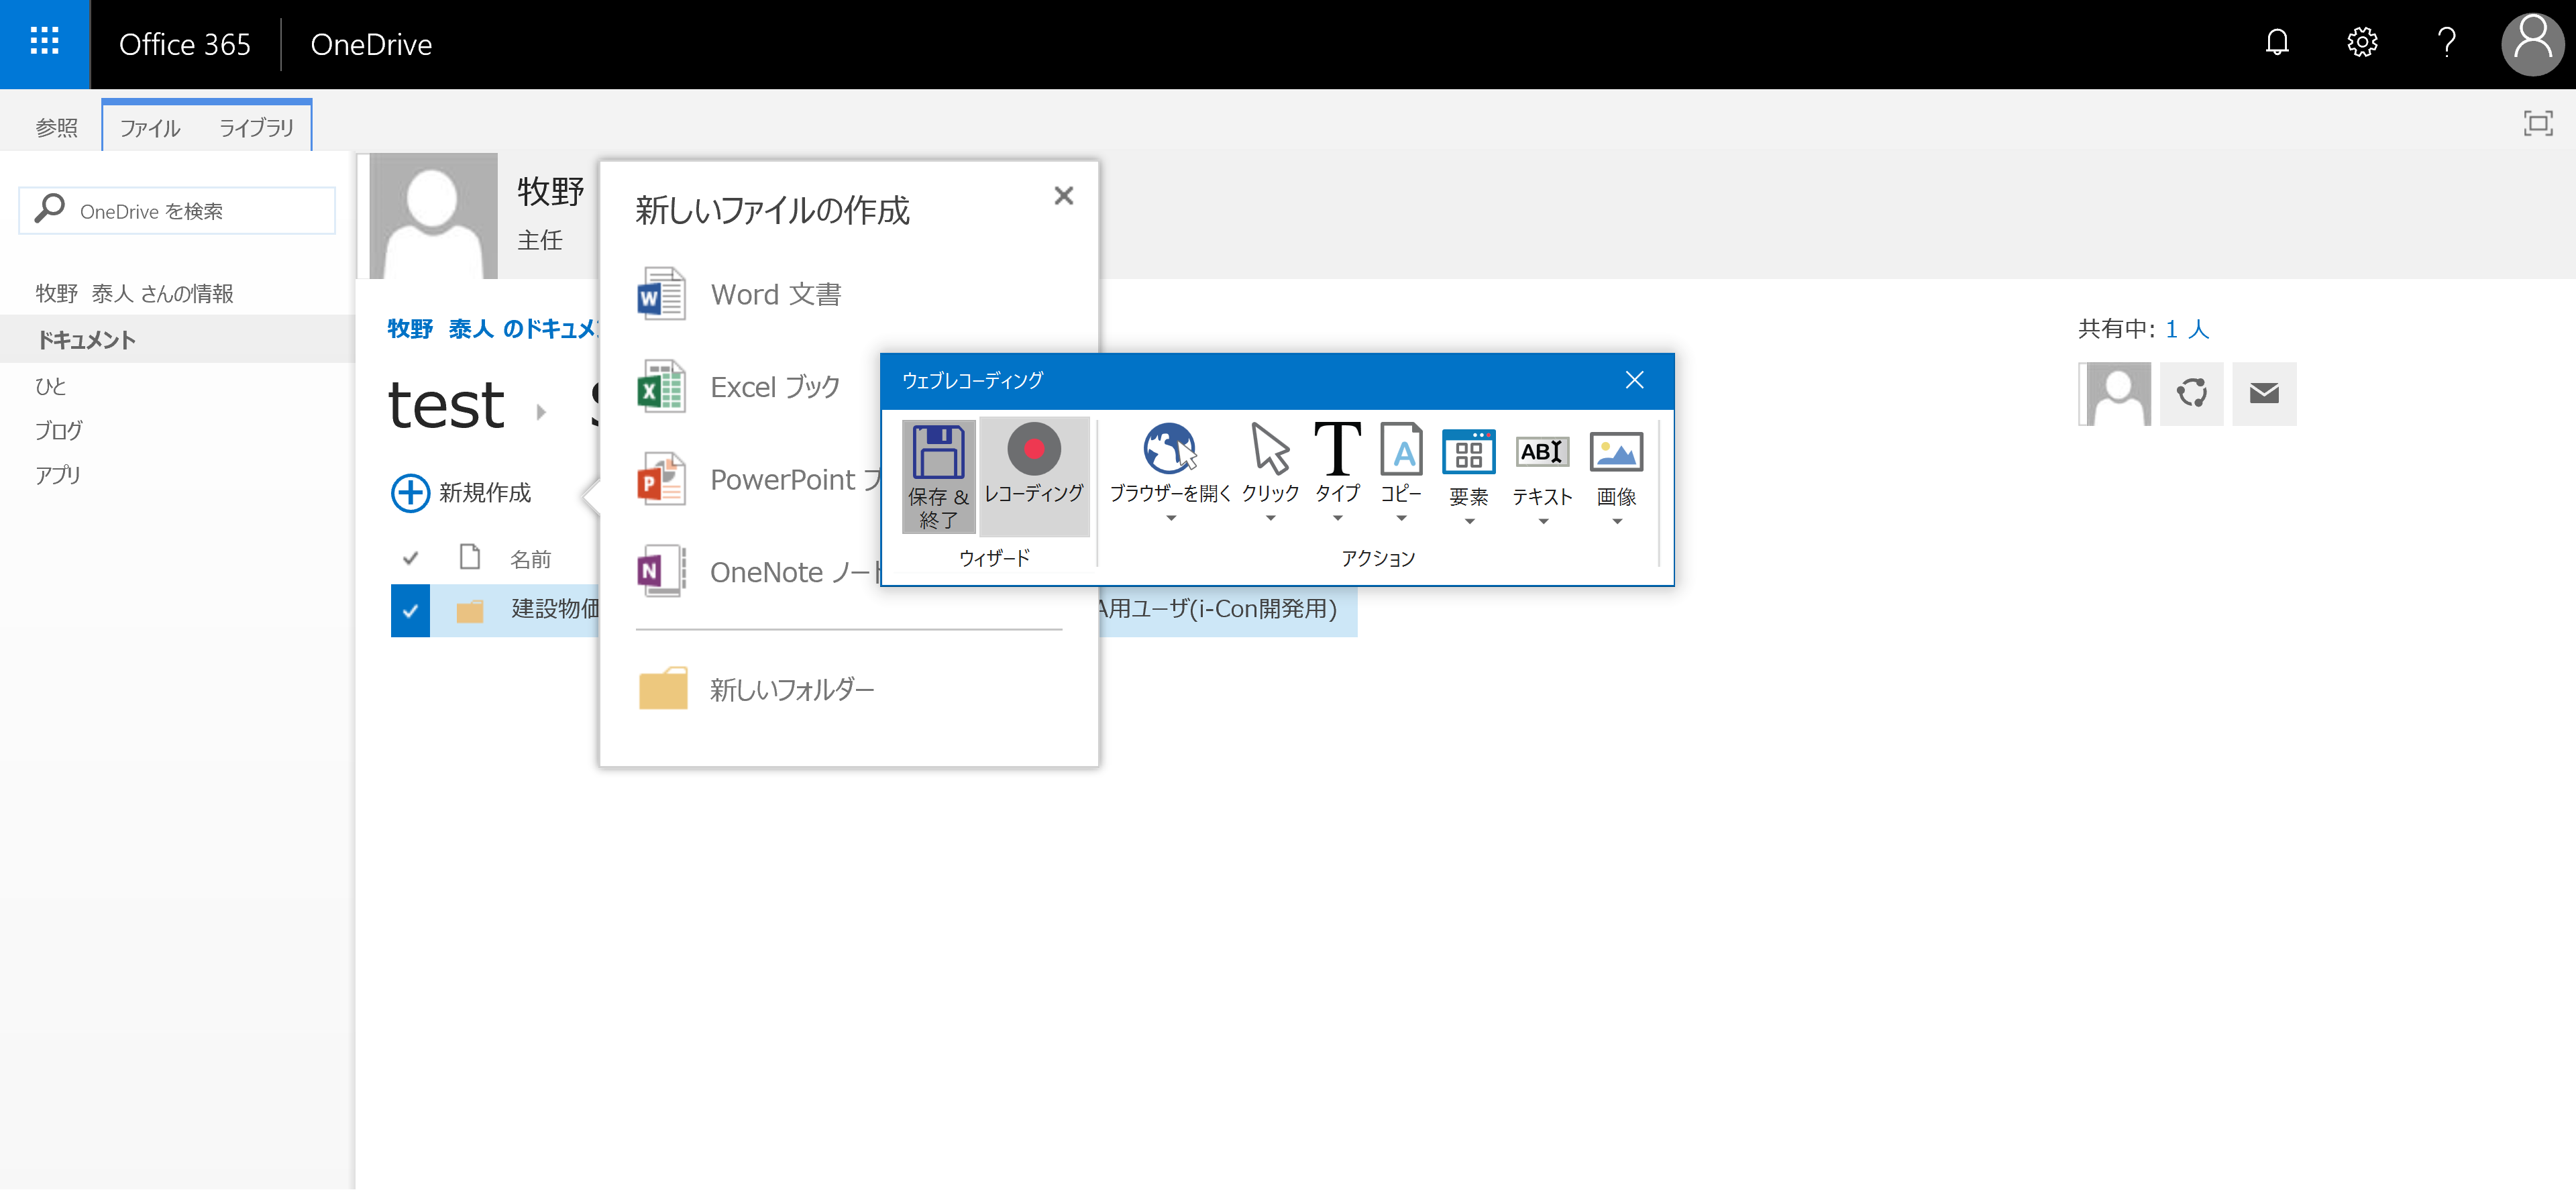 Office 365
OneDrive
参照
ファイル
ライブラリ
OneDrive を検索
牧野　泰人 さんの情報
ドキュメント
ひと
ブログ
アプリ
牧野
主任
牧野　泰人 のドキュメ
test
新規作成
名前
建設物価
A用ユーザ(i-Con開発用)
新しいファイルの作成
Word 文書
Excel ブック
PowerPoint
OneNote ノート
新しいフォルダー
ウェブレコーディング
保存 &
終了
レコーディング
ウィザード
ブラウザーを開く
クリック
タイプ
コピー
要素
テキスト
画像
アクション
共有中: 1 人